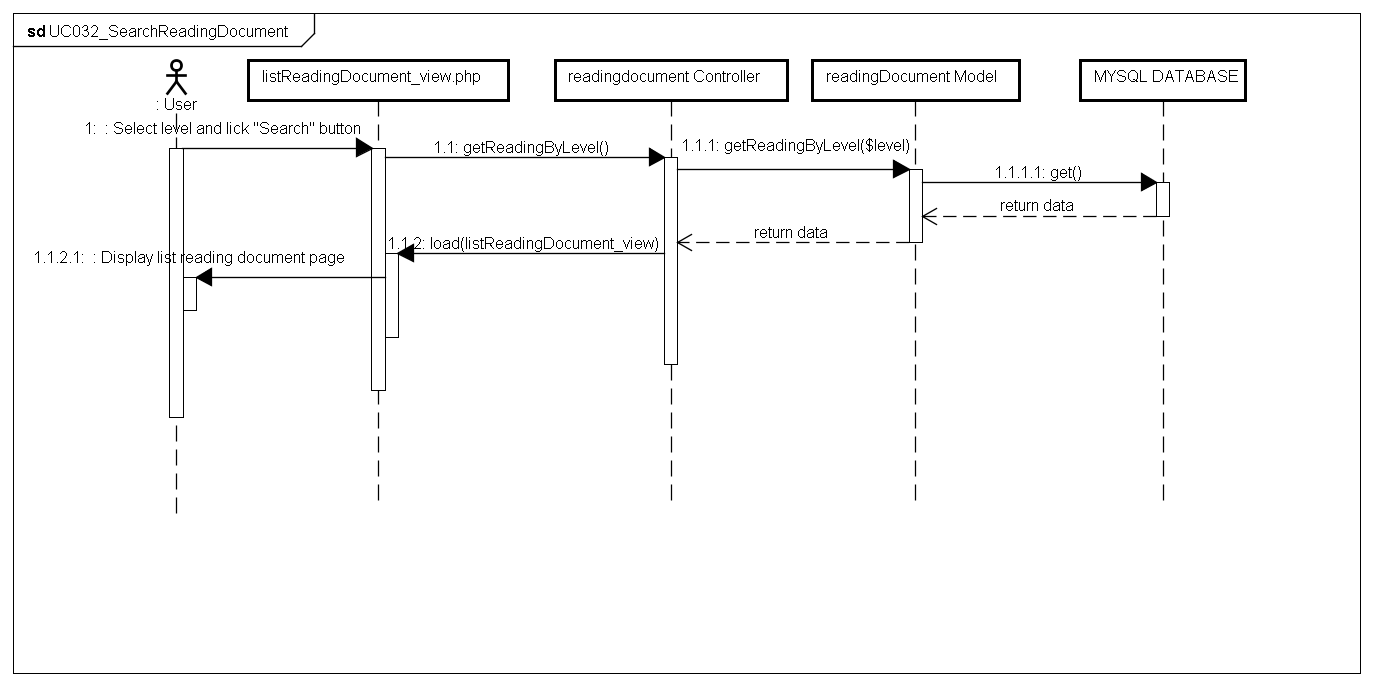 sd UC032_SearchReadingDocument
: User
listReadingDocument_view.php
readingdocument Controller
readingDocument Model
MYSQL DATABASE
1: : Select level and lick "Search" button
1.1: getReadingByLevel()
1.1.1: getReadingByLevel($level)
1.1.1.1: get()
return data
return data
1.1.2: load(listReadingDocument_view)
1.1.2.1: : Display list reading document page